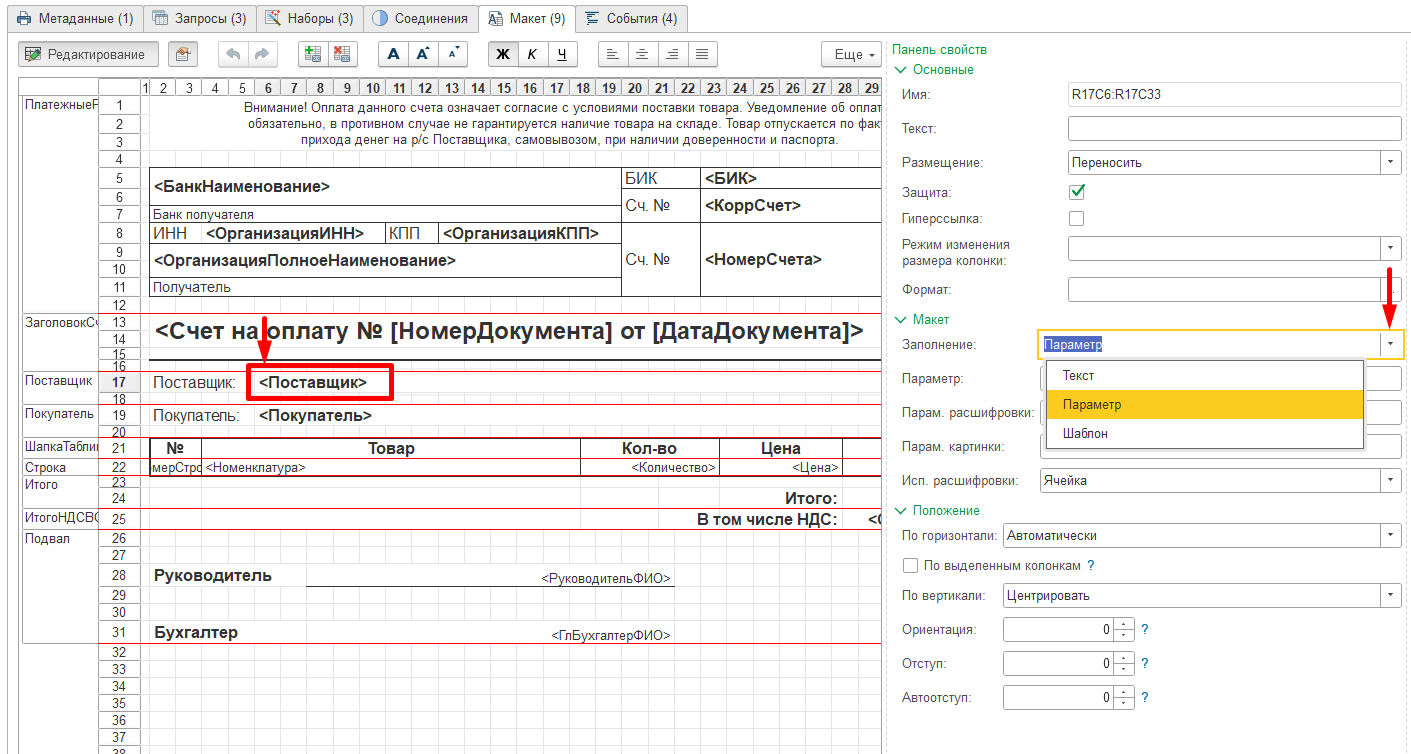 Метаданные (1) Запросы (3) Наборы (3) Соединения Макет (9) События (4)
Редактирование A A A Ж К Ч Еще
1 2 3 4 5 6 7 8 9 10 11 12 13 14 15 16 17 18 19 20 21 22 23 24 25 26 27 28 29
ПлатежныеР
1 Внимание! Оплата данного счета означает согласие с условиями поставки товара. Уведомление об оплат
2 обязательно, в противном случае не гарантируется наличие товара на складе. Товар отпускается по фак
3 прихода денег на р/с Поставщика, самовывозом, при наличии доверенности и паспорта.
4
5 <БанкНаименование> БИК <БИК>
6 Сч. № <КоррСчет>
7 Банк получателя
8 ИНН <ОрганизацияИНН> КПП <ОрганизацияКПП>
9 <ОрганизацияПолноеНаименование> Сч. № <НомерСчета>
10
11 Получатель
12
ЗаголовокСч 13 <Счет на оплату № [НомерДокумента] от [ДатаДокумента]>
14
15
16
Поставщик 17 Поставщик: <Поставщик>
18
Покупатель 19 Покупатель: <Покупатель>
20
ШапкаТаблиц 21 № Товар Кол-во Цена
Строка 22 мерСтро <Номенклатура> <Количество> <Цена>
Итого 23
24 Итого:
ИтогоНДСВС 25 В том числе НДС: <С
Подвал 26
27
28 Руководитель <РуководительФИО>
29
30
31 Бухгалтер <ГлБухгалтерФИО>
32
33
34
35
36
37
38
Панель свойств
Основные
Имя: R17C6:R17C33
Текст:
Размещение: Переносить
Защита:
Гиперссылка:
Режим изменения
размера колонки:
Формат:
Макет
Заполнение: Параметр
Текст
Параметр
Шаблон
Параметр:
Парам. расшифровки:
Парам. картинки:
Исп. расшифровки: Ячейка
Положение
По горизонтали: Автоматически
По выделенным колонкам ?
По вертикали: Центрировать
Ориентация: 0 ?
Отступ: 0 ?
Автоотступ: 0 ?